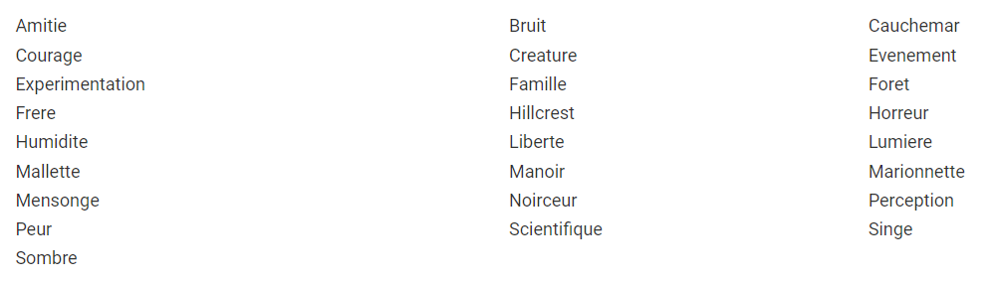 Amitie Bruit Cauchemar
Courage Creature Evenement
Experimentation Famille Foret
Frere Hillcrest Horreur
Humidite Liberte Lumiere
Mallette Manoir Marionnette
Mensonge Noirceur Perception
Peur Scientifique Singe
Sombre